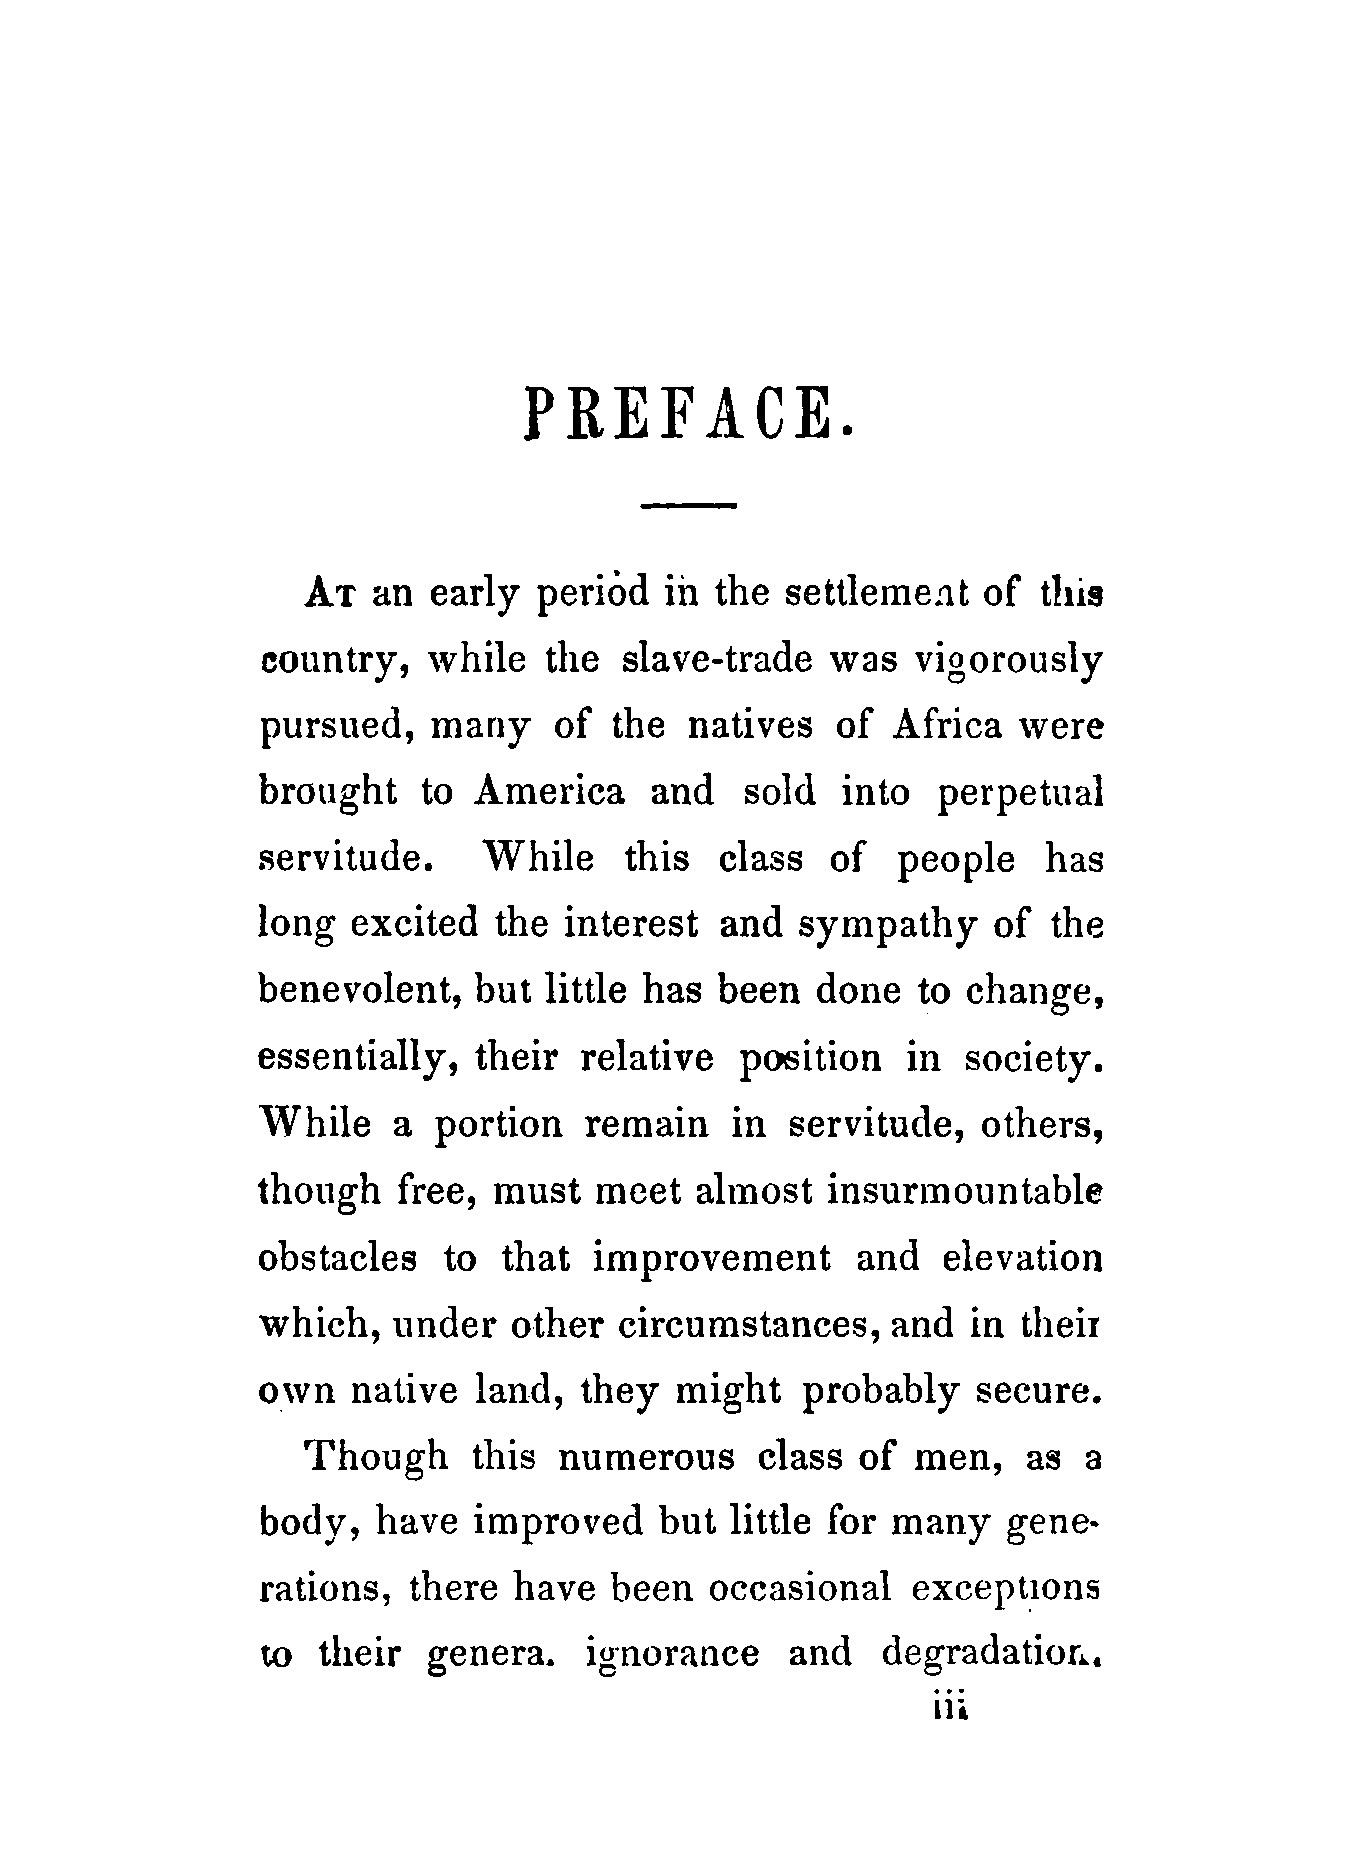 PREFACE.
At an early period in the settlement of this
country, while the slave-trade was vigorously
pursued, many of the natives of Africa were
brought to America and sold into perpetual
servitude. While this class of people has
long excited the interest and sympathy of the
benevolent, but little has been done to change,
essentially, their relative position in society.
While a portion remain in servitude, others,
though free, must meet almost insurmountable
obstacles to that improvement and elevation
which, under other circumstances, and in their
own native land, they might probably secure.
Though this numerous class of men, as a
body, have improved but little for many gene-
rations, there have been occasional exceptions
to their genera. ignorance and degradation.
iii